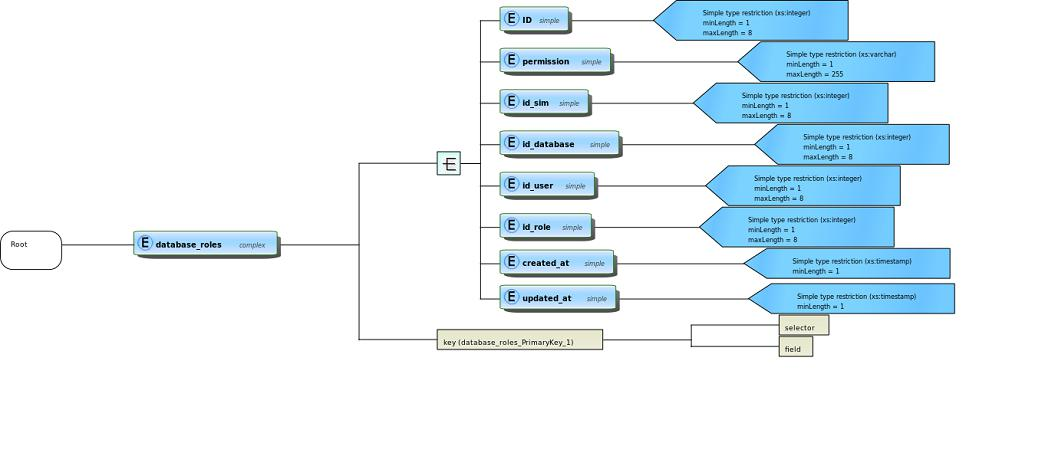 E ID simple
Simple type restriction (xs:integer)
minLength = 1
maxLength = 8
E permission simple
Simple type restriction (xs:varchar)
minLength = 1
maxLength = 255
E id_sim simple
Simple type restriction (xs:integer)
minLength = 1
maxLength = 8
E id_database simple
Simple type restriction (xs:integer)
minLength = 1
maxLength = 8
E id_user simple
Simple type restriction (xs:integer)
minLength = 1
maxLength = 8
E id_role simple
Simple type restriction (xs:integer)
minLength = 1
maxLength = 8
Root
E database_roles complex
E created_at simple
Simple type restriction (xs:timestamp)
minLength = 1
E updated_at simple
Simple type restriction (xs:timestamp)
minLength = 1
key (database_roles_PrimaryKey_1)
selector
field